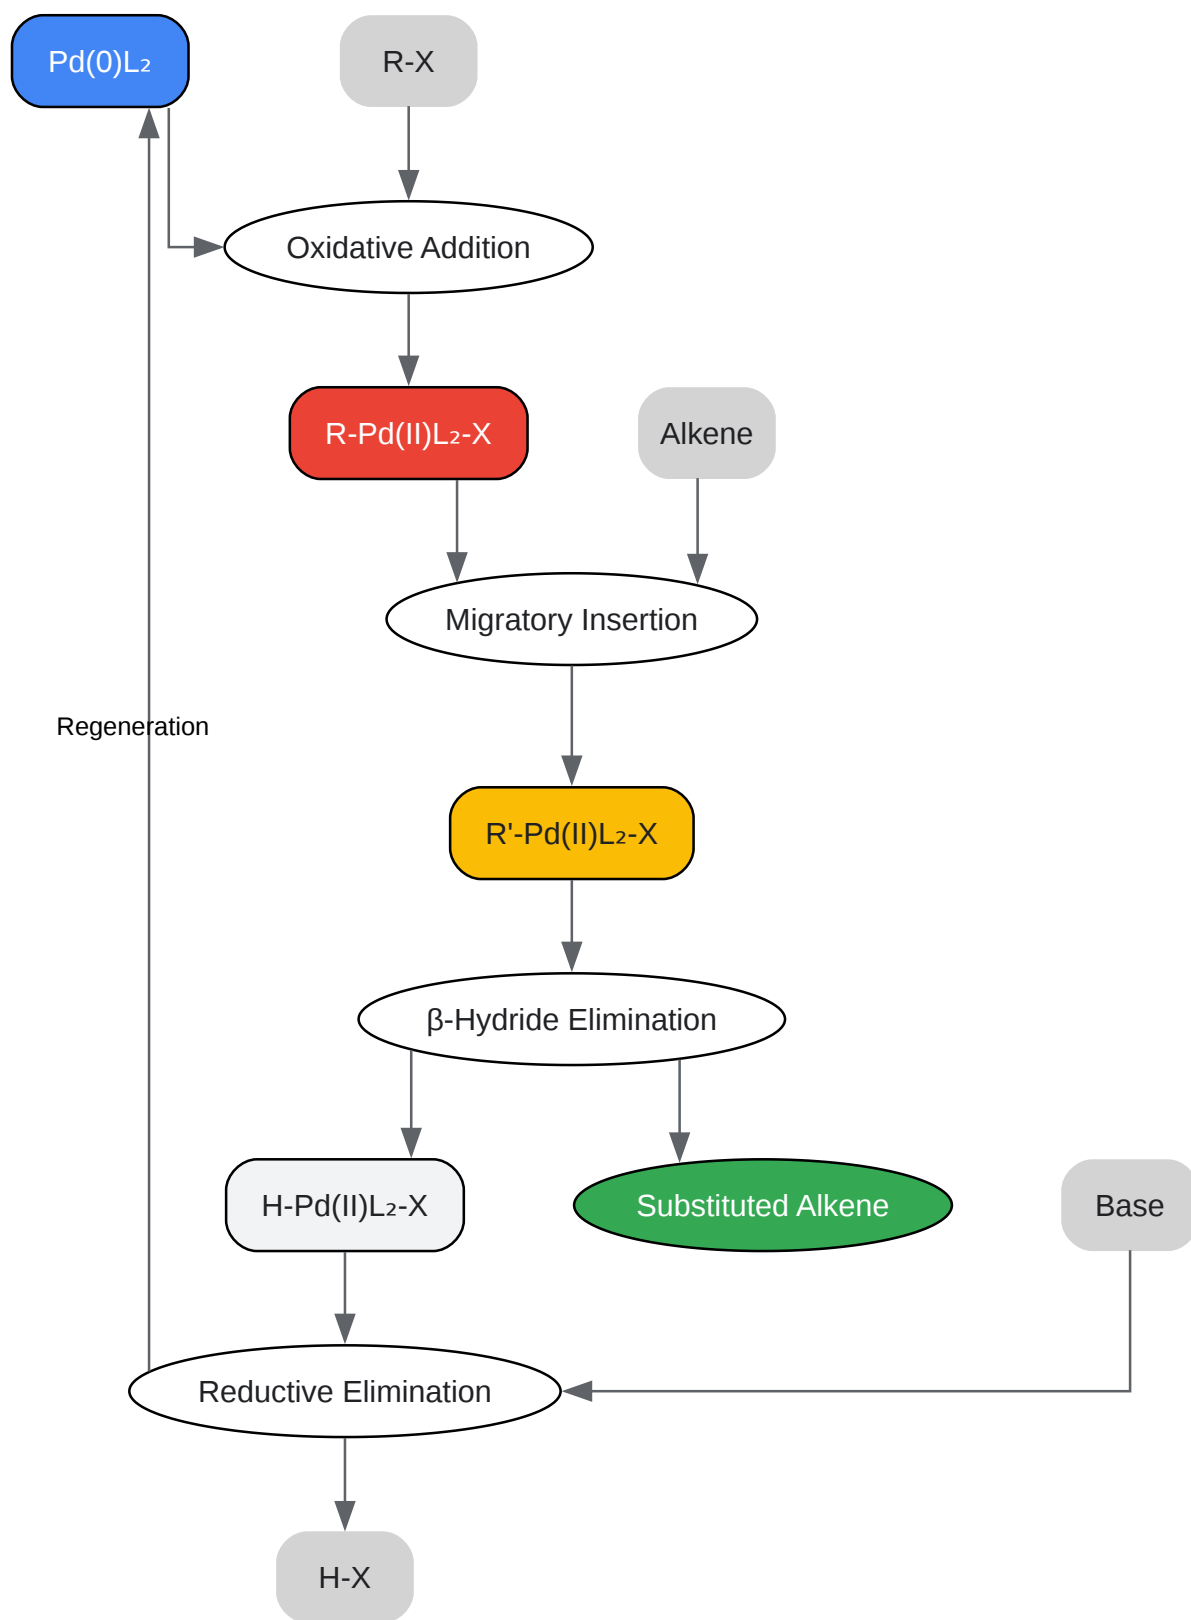 Pd(0)L₂
R-X
Oxidative Addition
R-Pd(II)L₂-X
Alkene
Migratory Insertion
Regeneration
R'-Pd(II)L₂-X
β-Hydride Elimination
H-Pd(II)L₂-X
Substituted Alkene
Base
Reductive Elimination
H-X